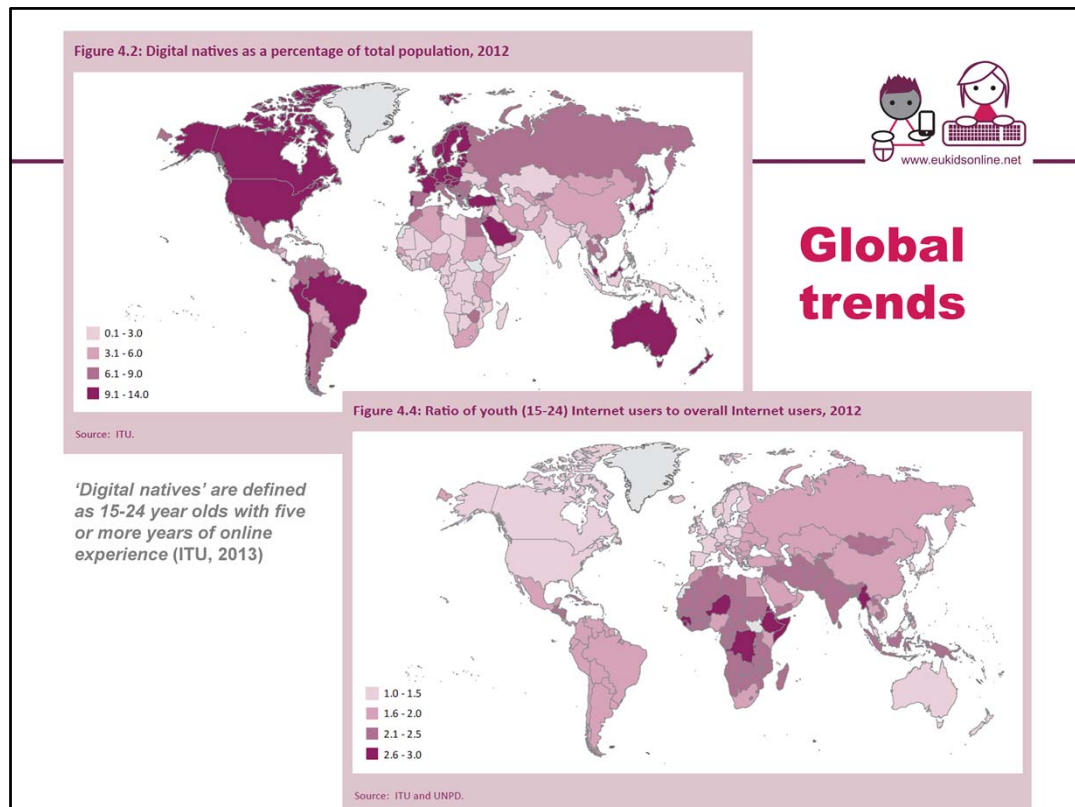 Figure 4.2: Digital natives as a percentage of total population, 2012
0.1 - 3.0
3.1 - 6.0
6.1 - 9.0
9.1 - 14.0
Source: ITU.
www.eukidsonline.net
Global
trends
'Digital natives' are defined
as 15-24 year olds with five
or more years of online
experience (ITU, 2013)
Figure 4.4: Ratio of youth (15-24) Internet users to overall Internet users, 2012
1.0 - 1.5
1.6 - 2.0
2.1 - 2.5
2.6 - 3.0
Source: ITU and UNPD.